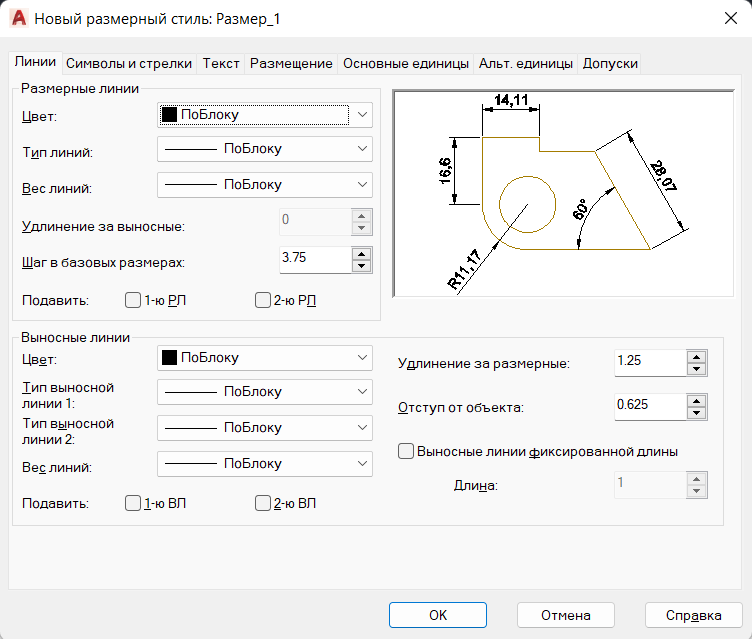 Новый размерный стиль: Размер_1
Линии Символы и стрелки Текст Размещение Основные единицы Альт. единицы Допуски
Размерные линии
Цвет: ПоБлоку
Тип линий: ПоБлоку
Вес линий: ПоБлоку
Удлинение за выносные: 0
Шаг в базовых размерах: 3.75
Подавить: 1-ю РЛ 2-ю РЛ
14,11
16,6
28,07
60°
R11,17
Выносные линии
Цвет: ПоБлоку
Тип выносной
линии 1: ПоБлоку
Тип выносной
линии 2: ПоБлоку
Вес линий: ПоБлоку
Подавить: 1-ю ВЛ 2-ю ВЛ
Удлинение за размерные: 1.25
Отступ от объекта: 0.625
Выносные линии фиксированной длины
Длина: 1
OK Отмена Справка